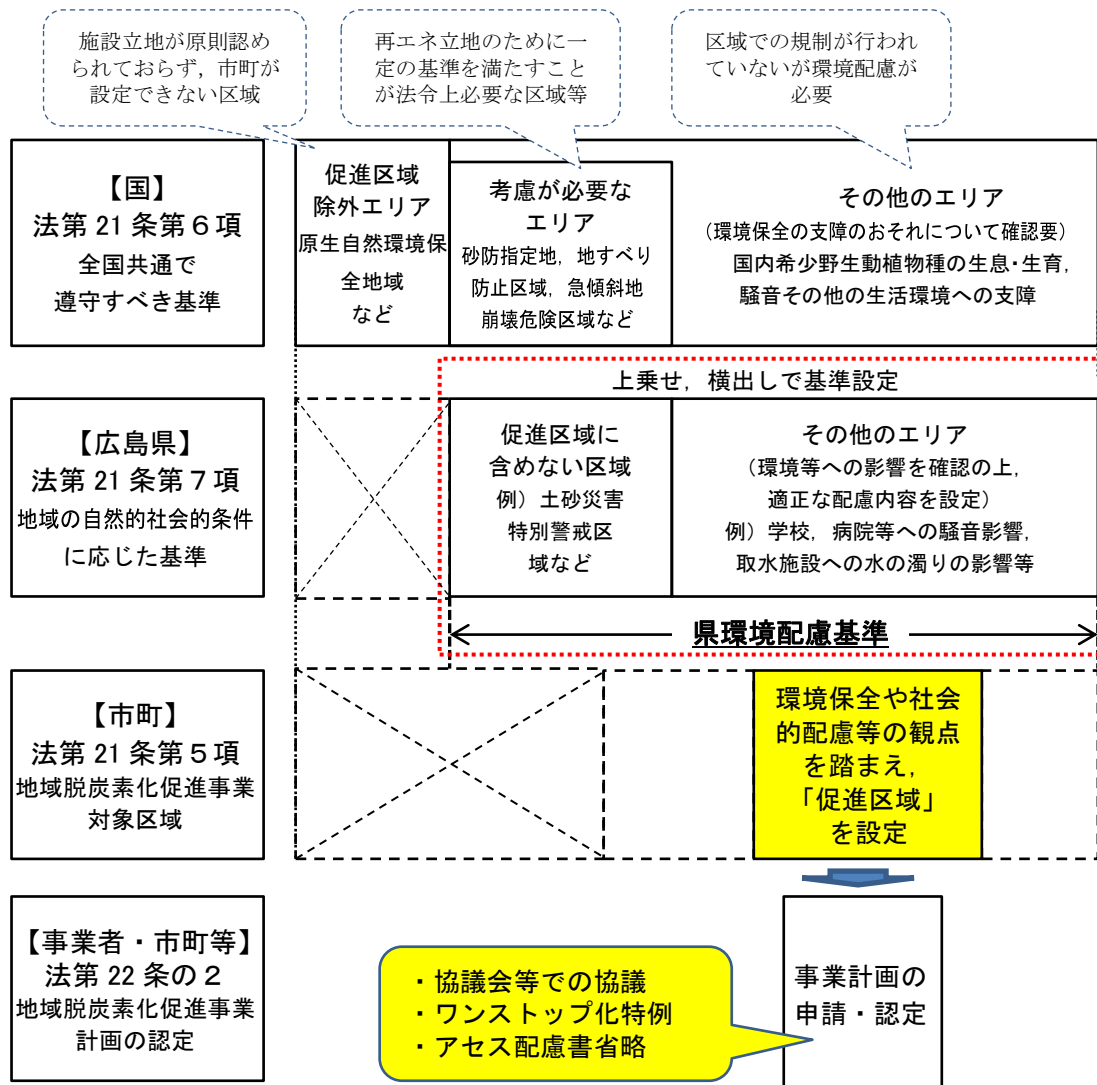 施設立地が原則認め
られておらず，市町が
設定できない区域
再エネ立地のために一
定の基準を満たすこと
が法令上必要な区域等
区域での規制が行われ
ていないが環境配慮が
必要
【国】
法第 21 条第６項
全国共通で
遵守すべき基準
促進区域
除外エリア
原生自然環境保
全地域
など
考慮が必要な
エリア
砂防指定地，地すべり
防止区域，急傾斜地
崩壊危険区域など
その他のエリア
（環境保全の支障のおそれについて確認要）
国内希少野生動植物種の生息・生育，
騒音その他の生活環境への支障
上乗せ，横出しで基準設定
【広島県】
法第 21 条第７項
地域の自然的社会的条件
に応じた基準
促進区域に
含めない区域
例）土砂災害
特別警戒区
域など
その他のエリア
（環境等への影響を確認の上，
適正な配慮内容を設定）
例）学校，病院等への騒音影響，
取水施設への水の濁りの影響等
県環境配慮基準
【市町】
法第 21 条第５項
地域脱炭素化促進事業
対象区域
環境保全や社会
的配慮等の観点
を踏まえ，
「促進区域」
を設定
【事業者・市町等】
法第 22 条の２
地域脱炭素化促進事業
計画の認定
・協議会等での協議
・ワンストップ化特例
・アセス配慮書省略
事業計画の
申請・認定